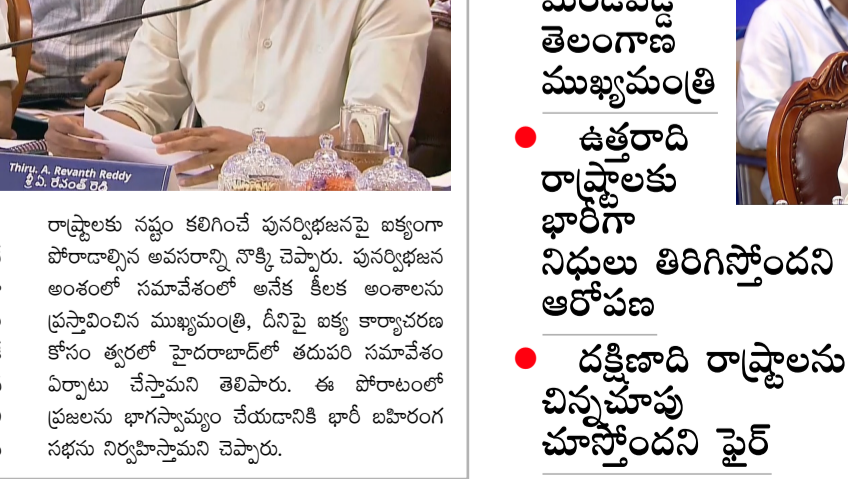 Thiru. A. Revanth Reddy
శ్రీ ఏ. రేవంత్ రెడ్డి
రాష్ట్రాలకు నష్టం కలిగించే పునర్విభజనపై ఐక్యంగా
పోరాడాల్సిన అవసరాన్ని నొక్కి చెప్పారు. పునర్విభజన
అంశంలో సమావేశంలో అనేక కీలక అంశాలను
ప్రస్తావించిన ముఖ్యమంత్రి, దీనిపై ఐక్య కార్యాచరణ
కోసం త్వరలో హైదరాబాద్‌లో తదుపరి సమావేశం
ఏర్పాటు చేస్తామని తెలిపారు. ఈ పోరాటంలో
ప్రజలను భాగస్వామ్యం చేయడానికి భారీ బహిరంగ
సభను నిర్వహిస్తామని చెప్పారు.
తెలంగాణ
ముఖ్యమంత్రి
ఉత్తరాది
రాష్ట్రాలకు
భారీగా
నిధులు తిరిగిస్తోందని
ఆరోపణ
దక్షిణాది రాష్ట్రాలను
చిన్నచూపు
చూస్తోందని ఫైర్